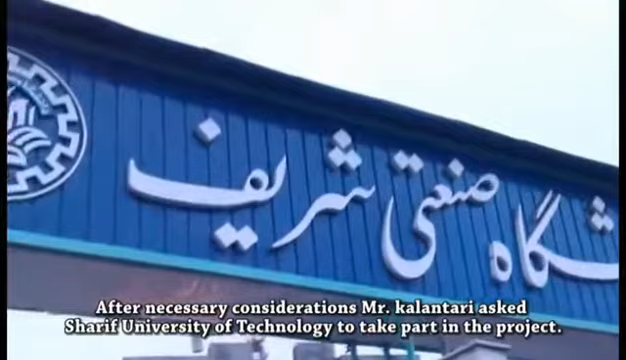 شگاه صنعتی شریف
After necessary considerations Mr. kalantari asked
Sharif University of Technology to take part in the project.